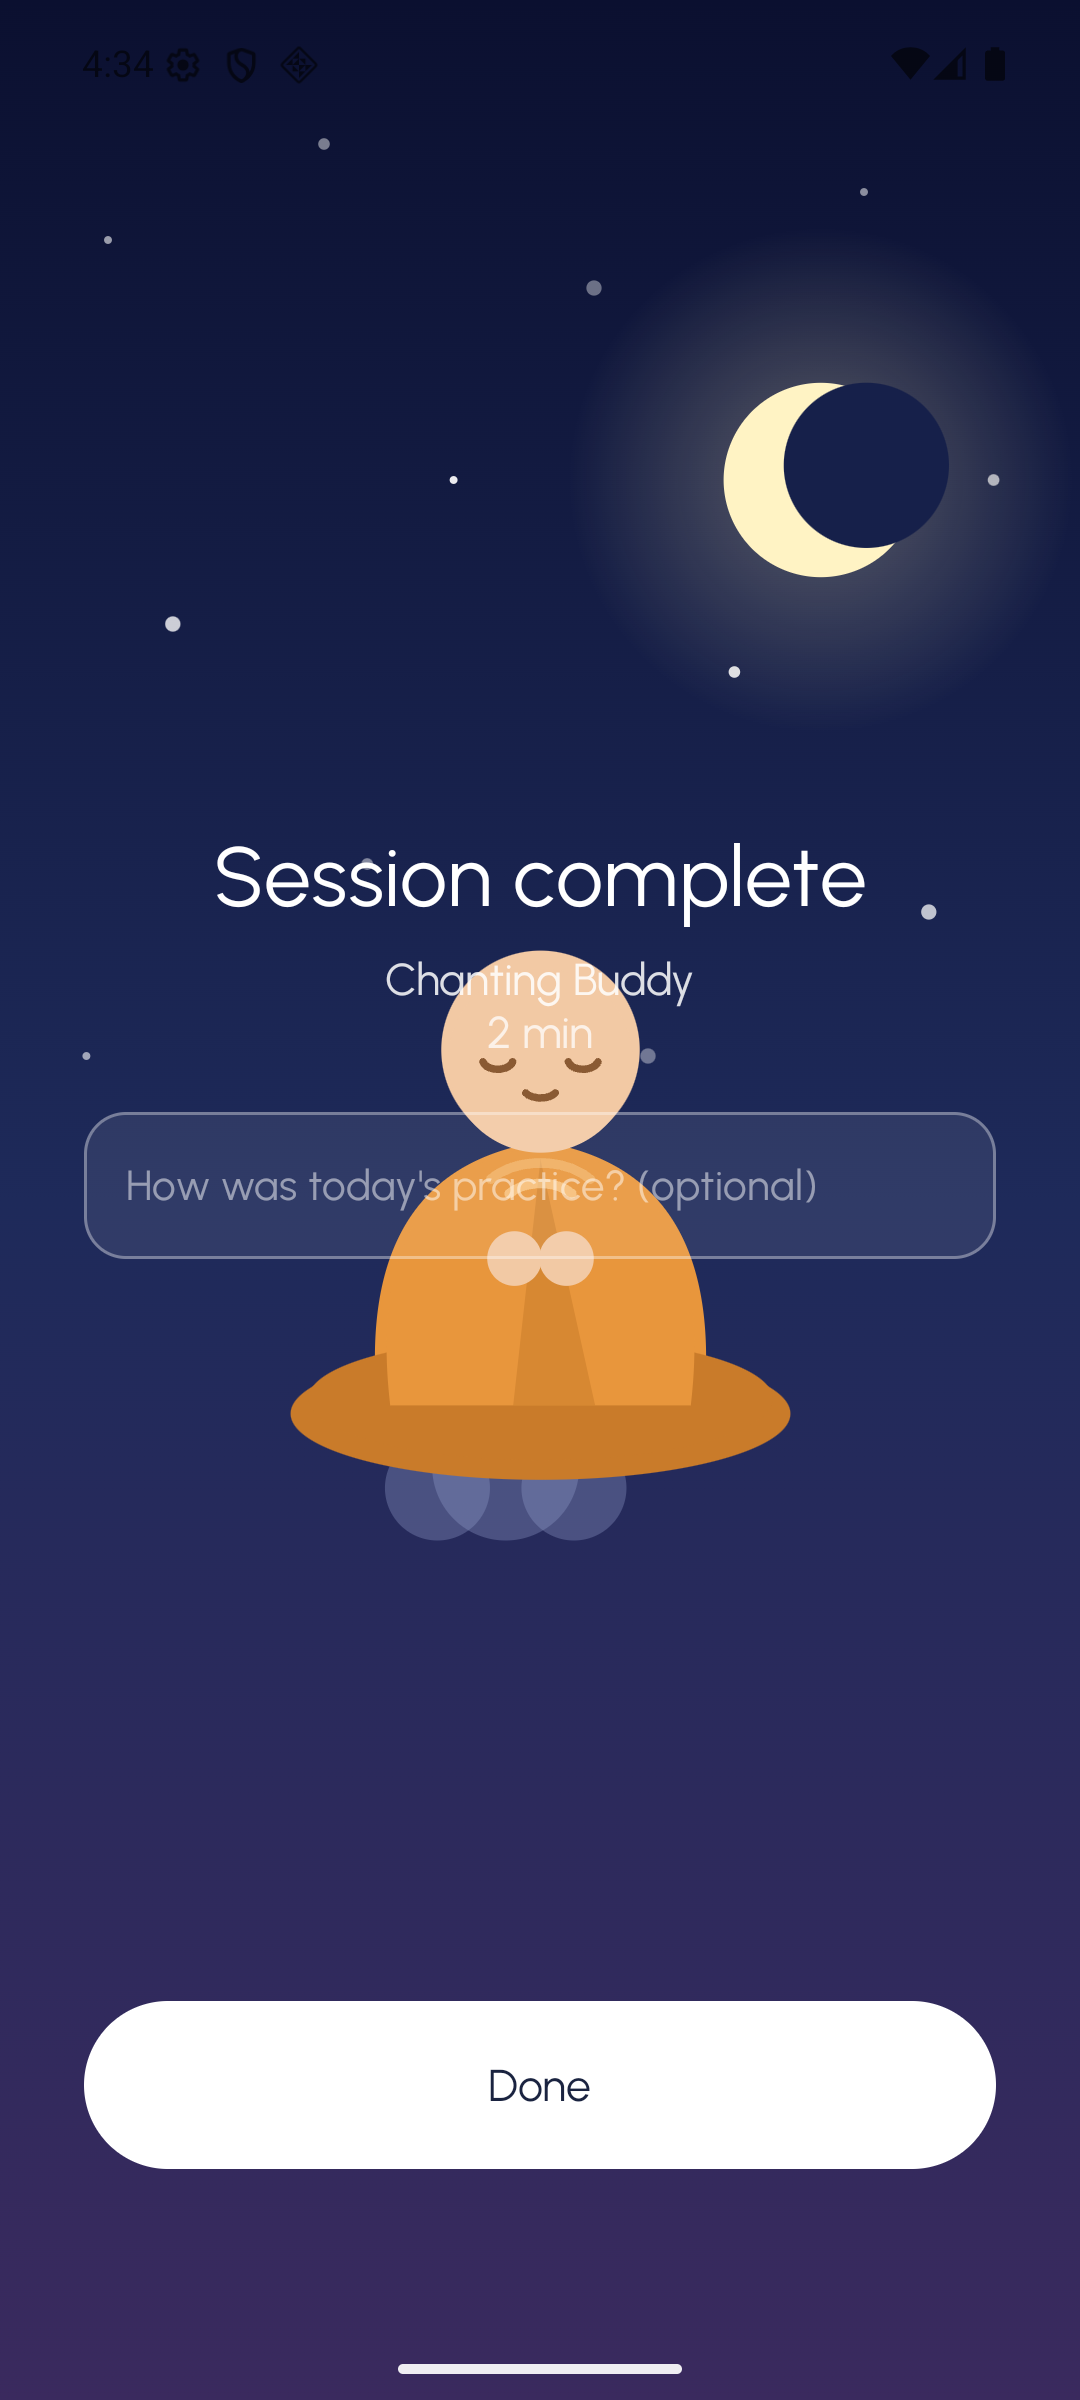 4:34
Session complete
Chanting Buddy
2 min
How was today's practice? (optional)
Done